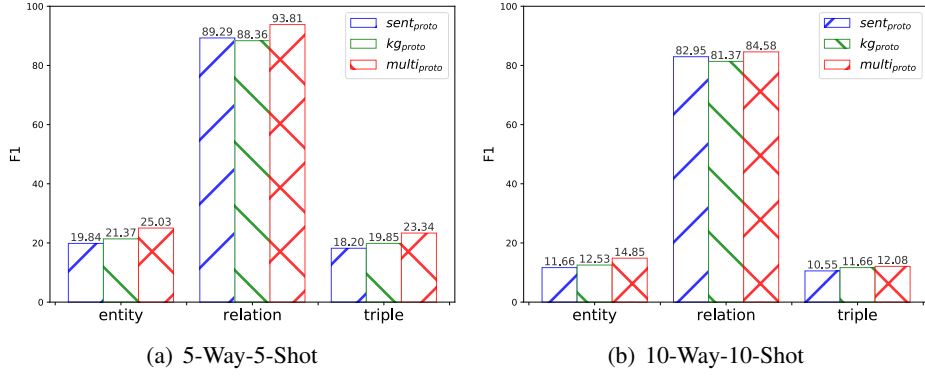 100
80
60
40
20
0
F1
89.29 88.36 93.81
19.84 21.37 25.03
18.20 19.85 23.34
sent_proto
kg_proto
multi_proto
entity relation triple
(a) 5-Way-5-Shot
100
80
60
40
20
0
F1
82.95 81.37 84.58
11.66 12.53 14.85
10.55 11.66 12.08
sent_proto
kg_proto
multi_proto
entity relation triple
(b) 10-Way-10-Shot